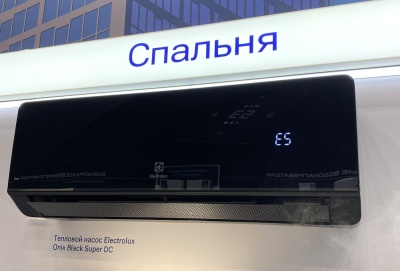 Спальня
E5
Electrolux
Тепловой насос Electrolux
Onix Black Super DC